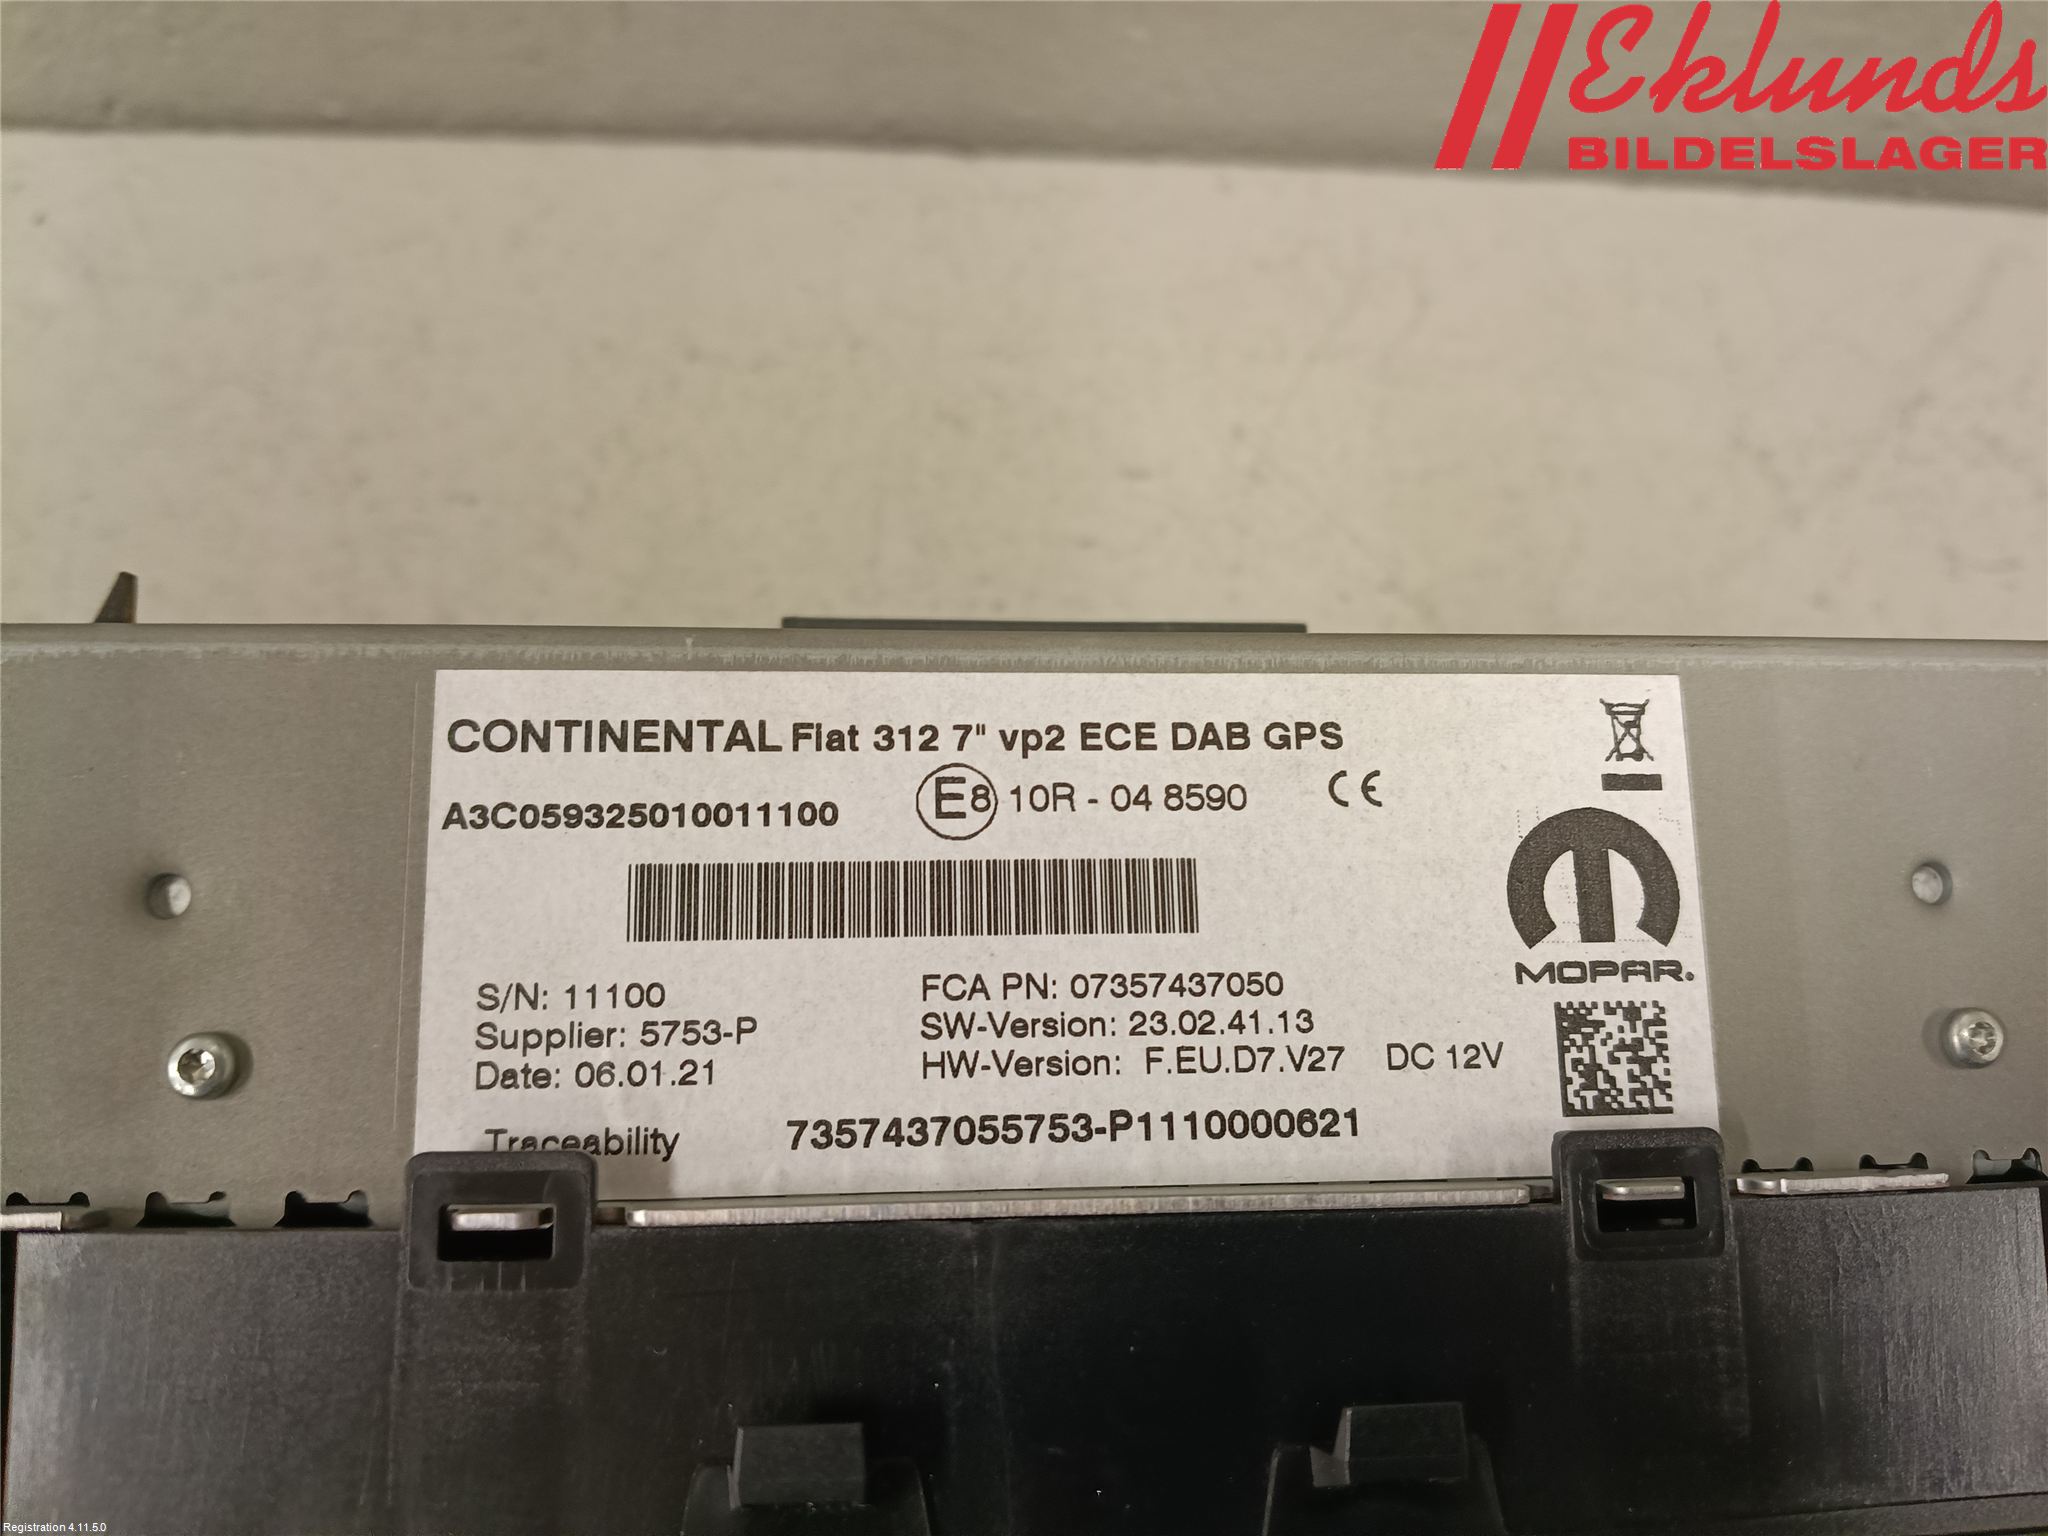 Eklunds
BILDELSLAGER
CONTINENTAL Fiat 312 7" vp2 ECE DAB GPS
A3C059325010011100
E8 10R - 04 8590 CE
MOPAR.
S/N: 11100
Supplier: 5753-P
Date: 06.01.21
FCA PN: 07357437050
SW-Version: 23.02.41.13
HW-Version: F.EU.D7.V27 DC 12V
Traceability 7357437055753-P1110000621
Registration 4.11.5.0